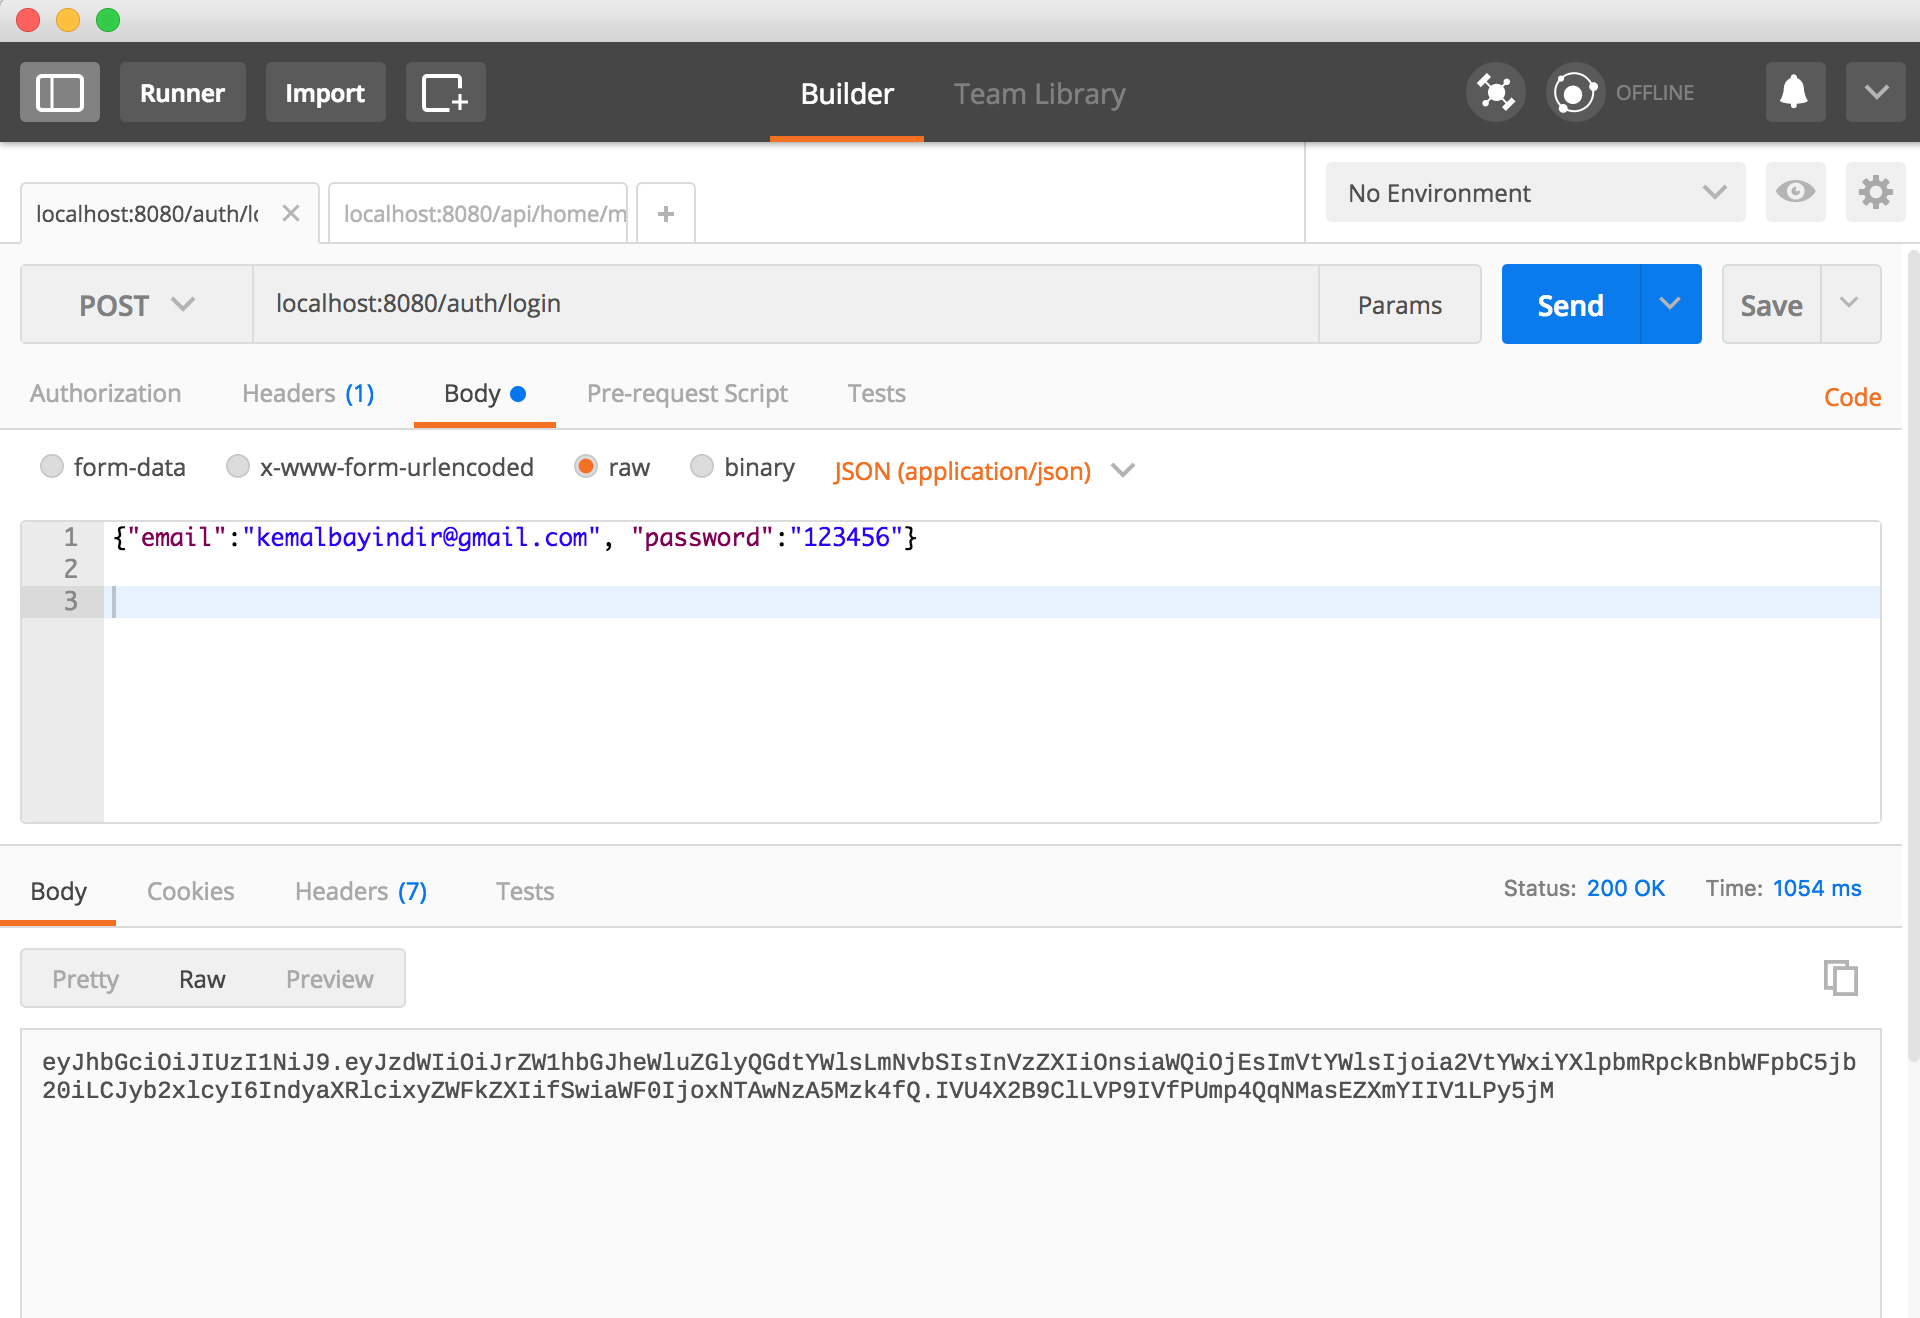 Runner Import Builder Team Library OFFLINE
localhost:8080/auth/lo localhost:8080/api/home/m + No Environment
POST localhost:8080/auth/login Params Send Save
Authorization Headers (1) Body Pre-request Script Tests Code
form-data x-www-form-urlencoded raw binary JSON (application/json)
1 {"email":"kemalbayindir@gmail.com", "password":"123456"}
2
3
Body Cookies Headers (7) Tests Status: 200 OK Time: 1054 ms
Pretty Raw Preview
eyJhbGciOiJIUzI1NiJ9.eyJzdWIiOiJrZW1hbGJheWluZGlyQGdtYWlsLmNvbSIsInVzZXIiOnsiaWQiOjEsImVtYWlsIjoia2VtYWxiYXlpbmRpckBnbWFpbC5jb
20iLCJyb2xlcyI6IndyaXRlcixyZWFkZXIifSwiaWF0IjoxNTAwNzA5Mzk4fQ.IVU4X2B9ClLVP9IVfPUmp4QqNMasEZXmYIIV1LPy5jM